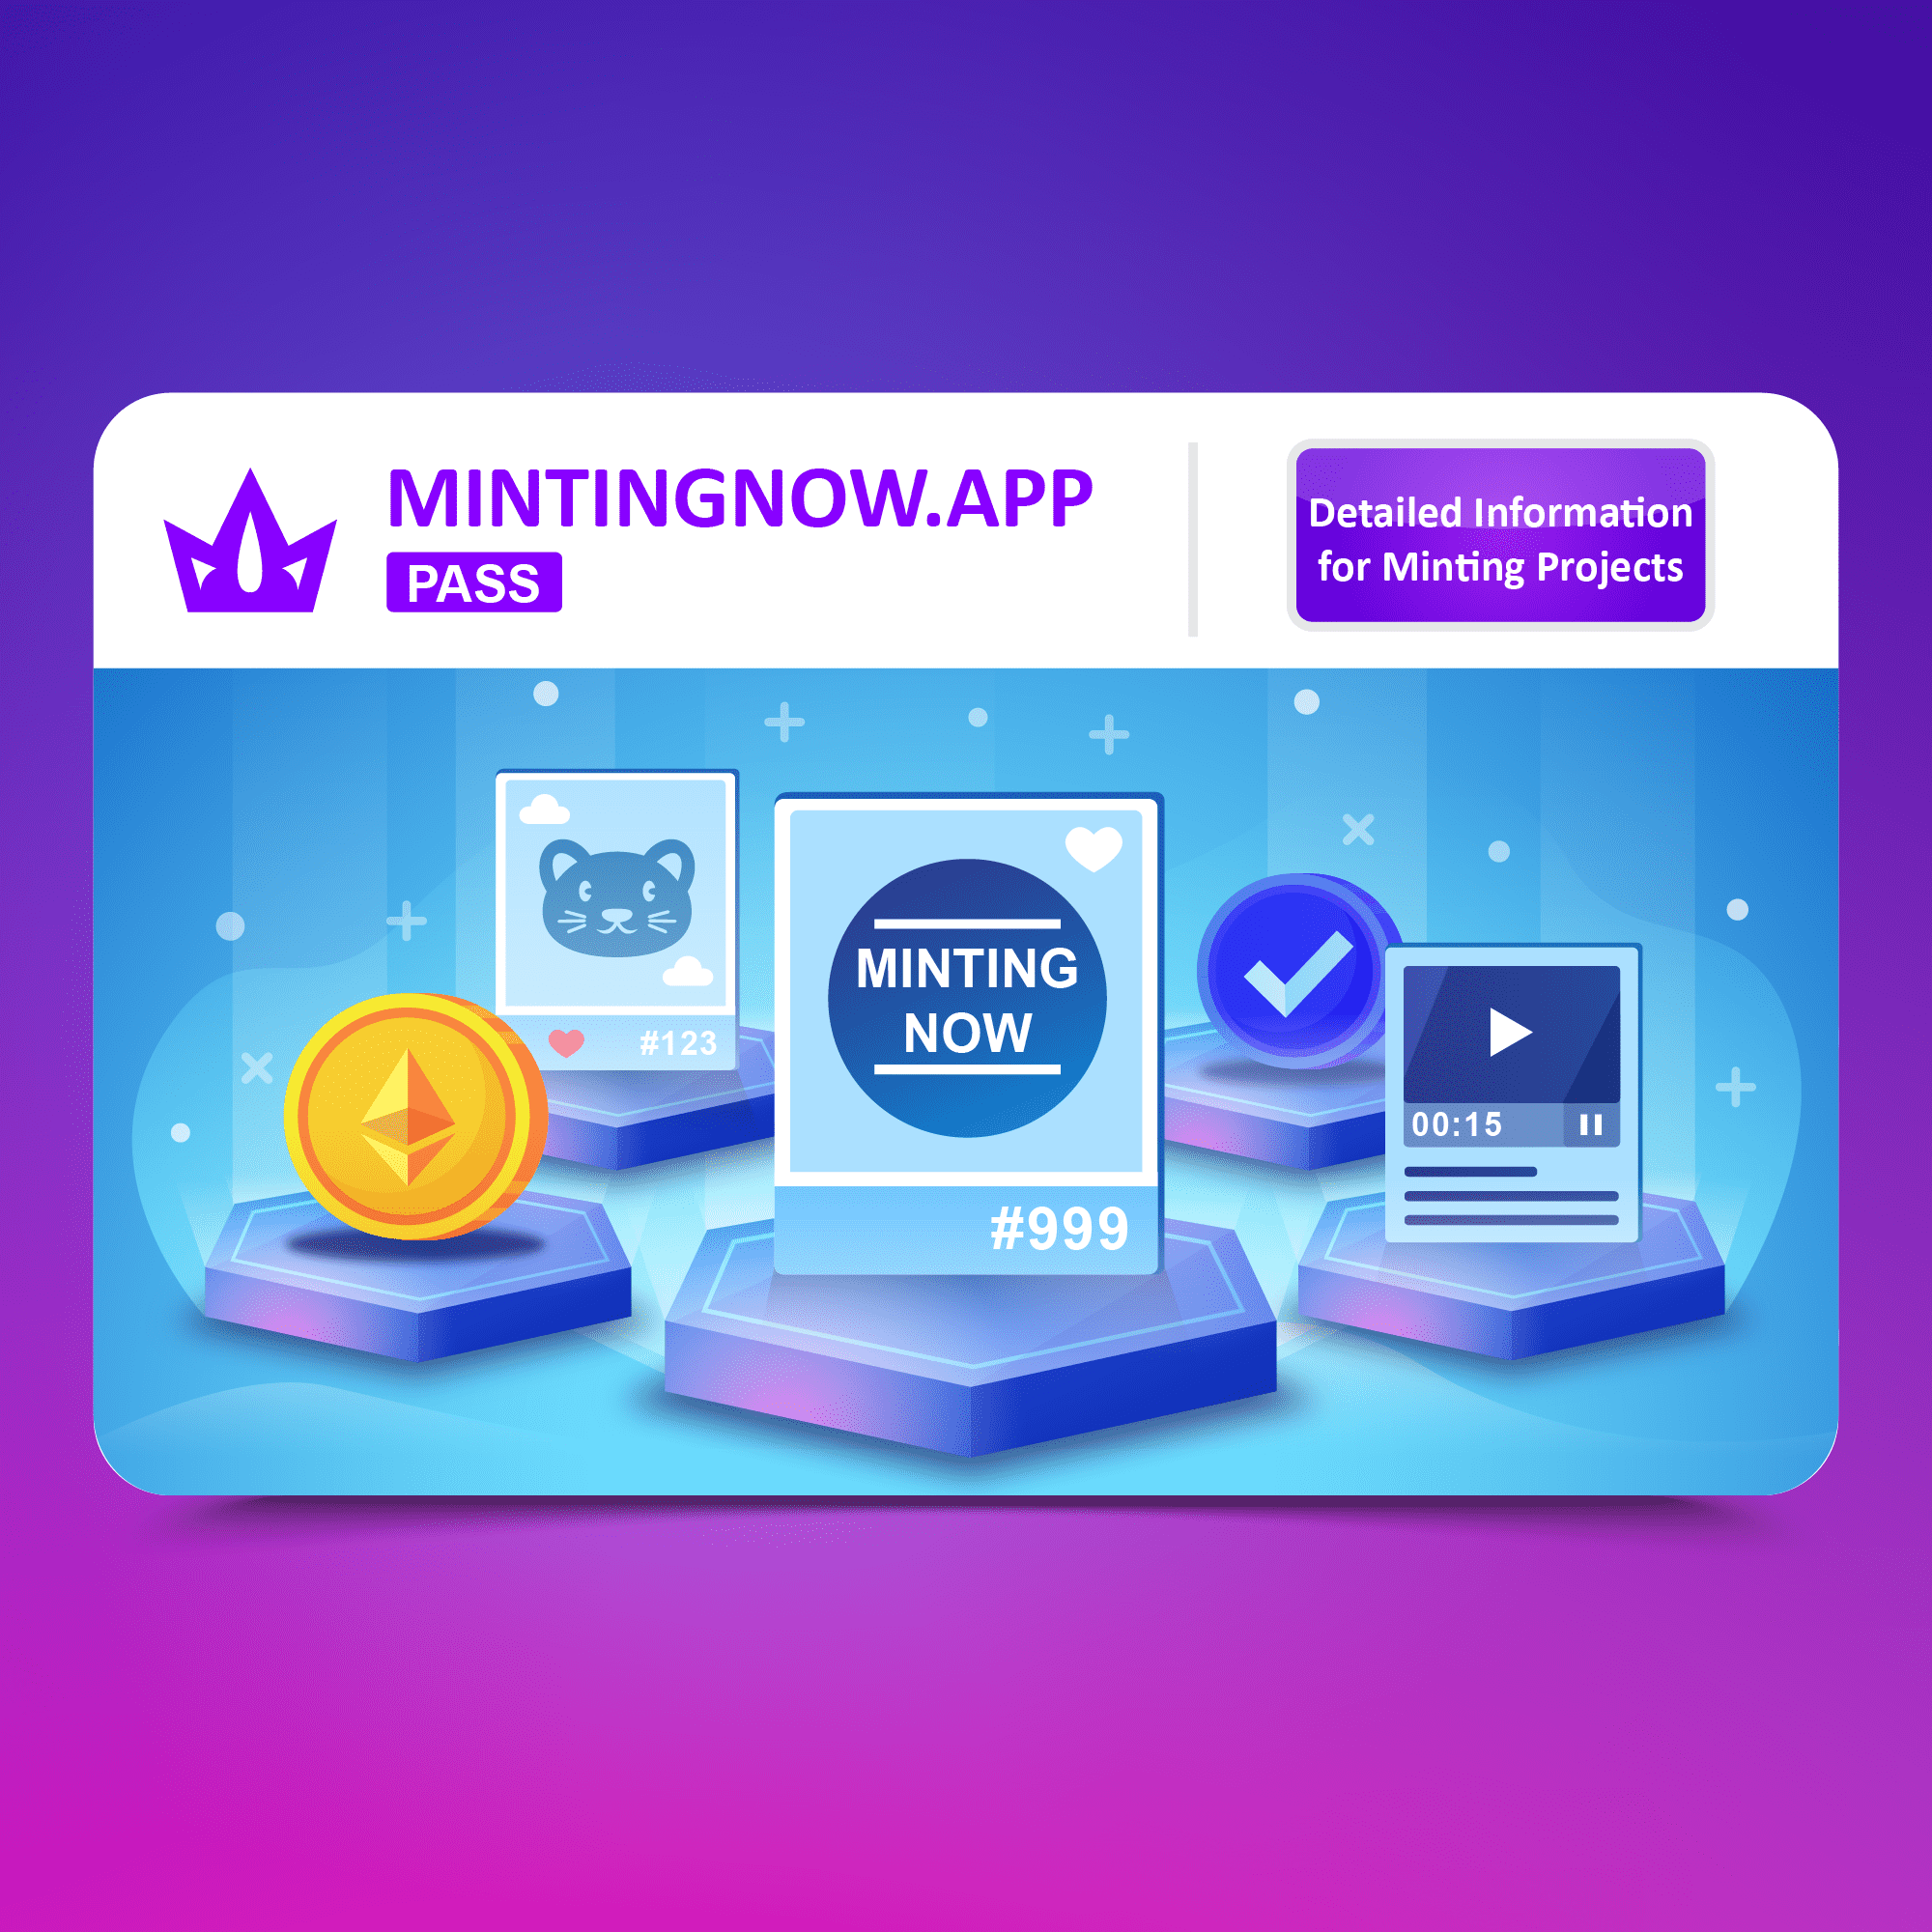 MINTINGNOW.APP
PASS
Detailed Information
for Minting Projects
#123
MINTING
NOW
#999
00:15